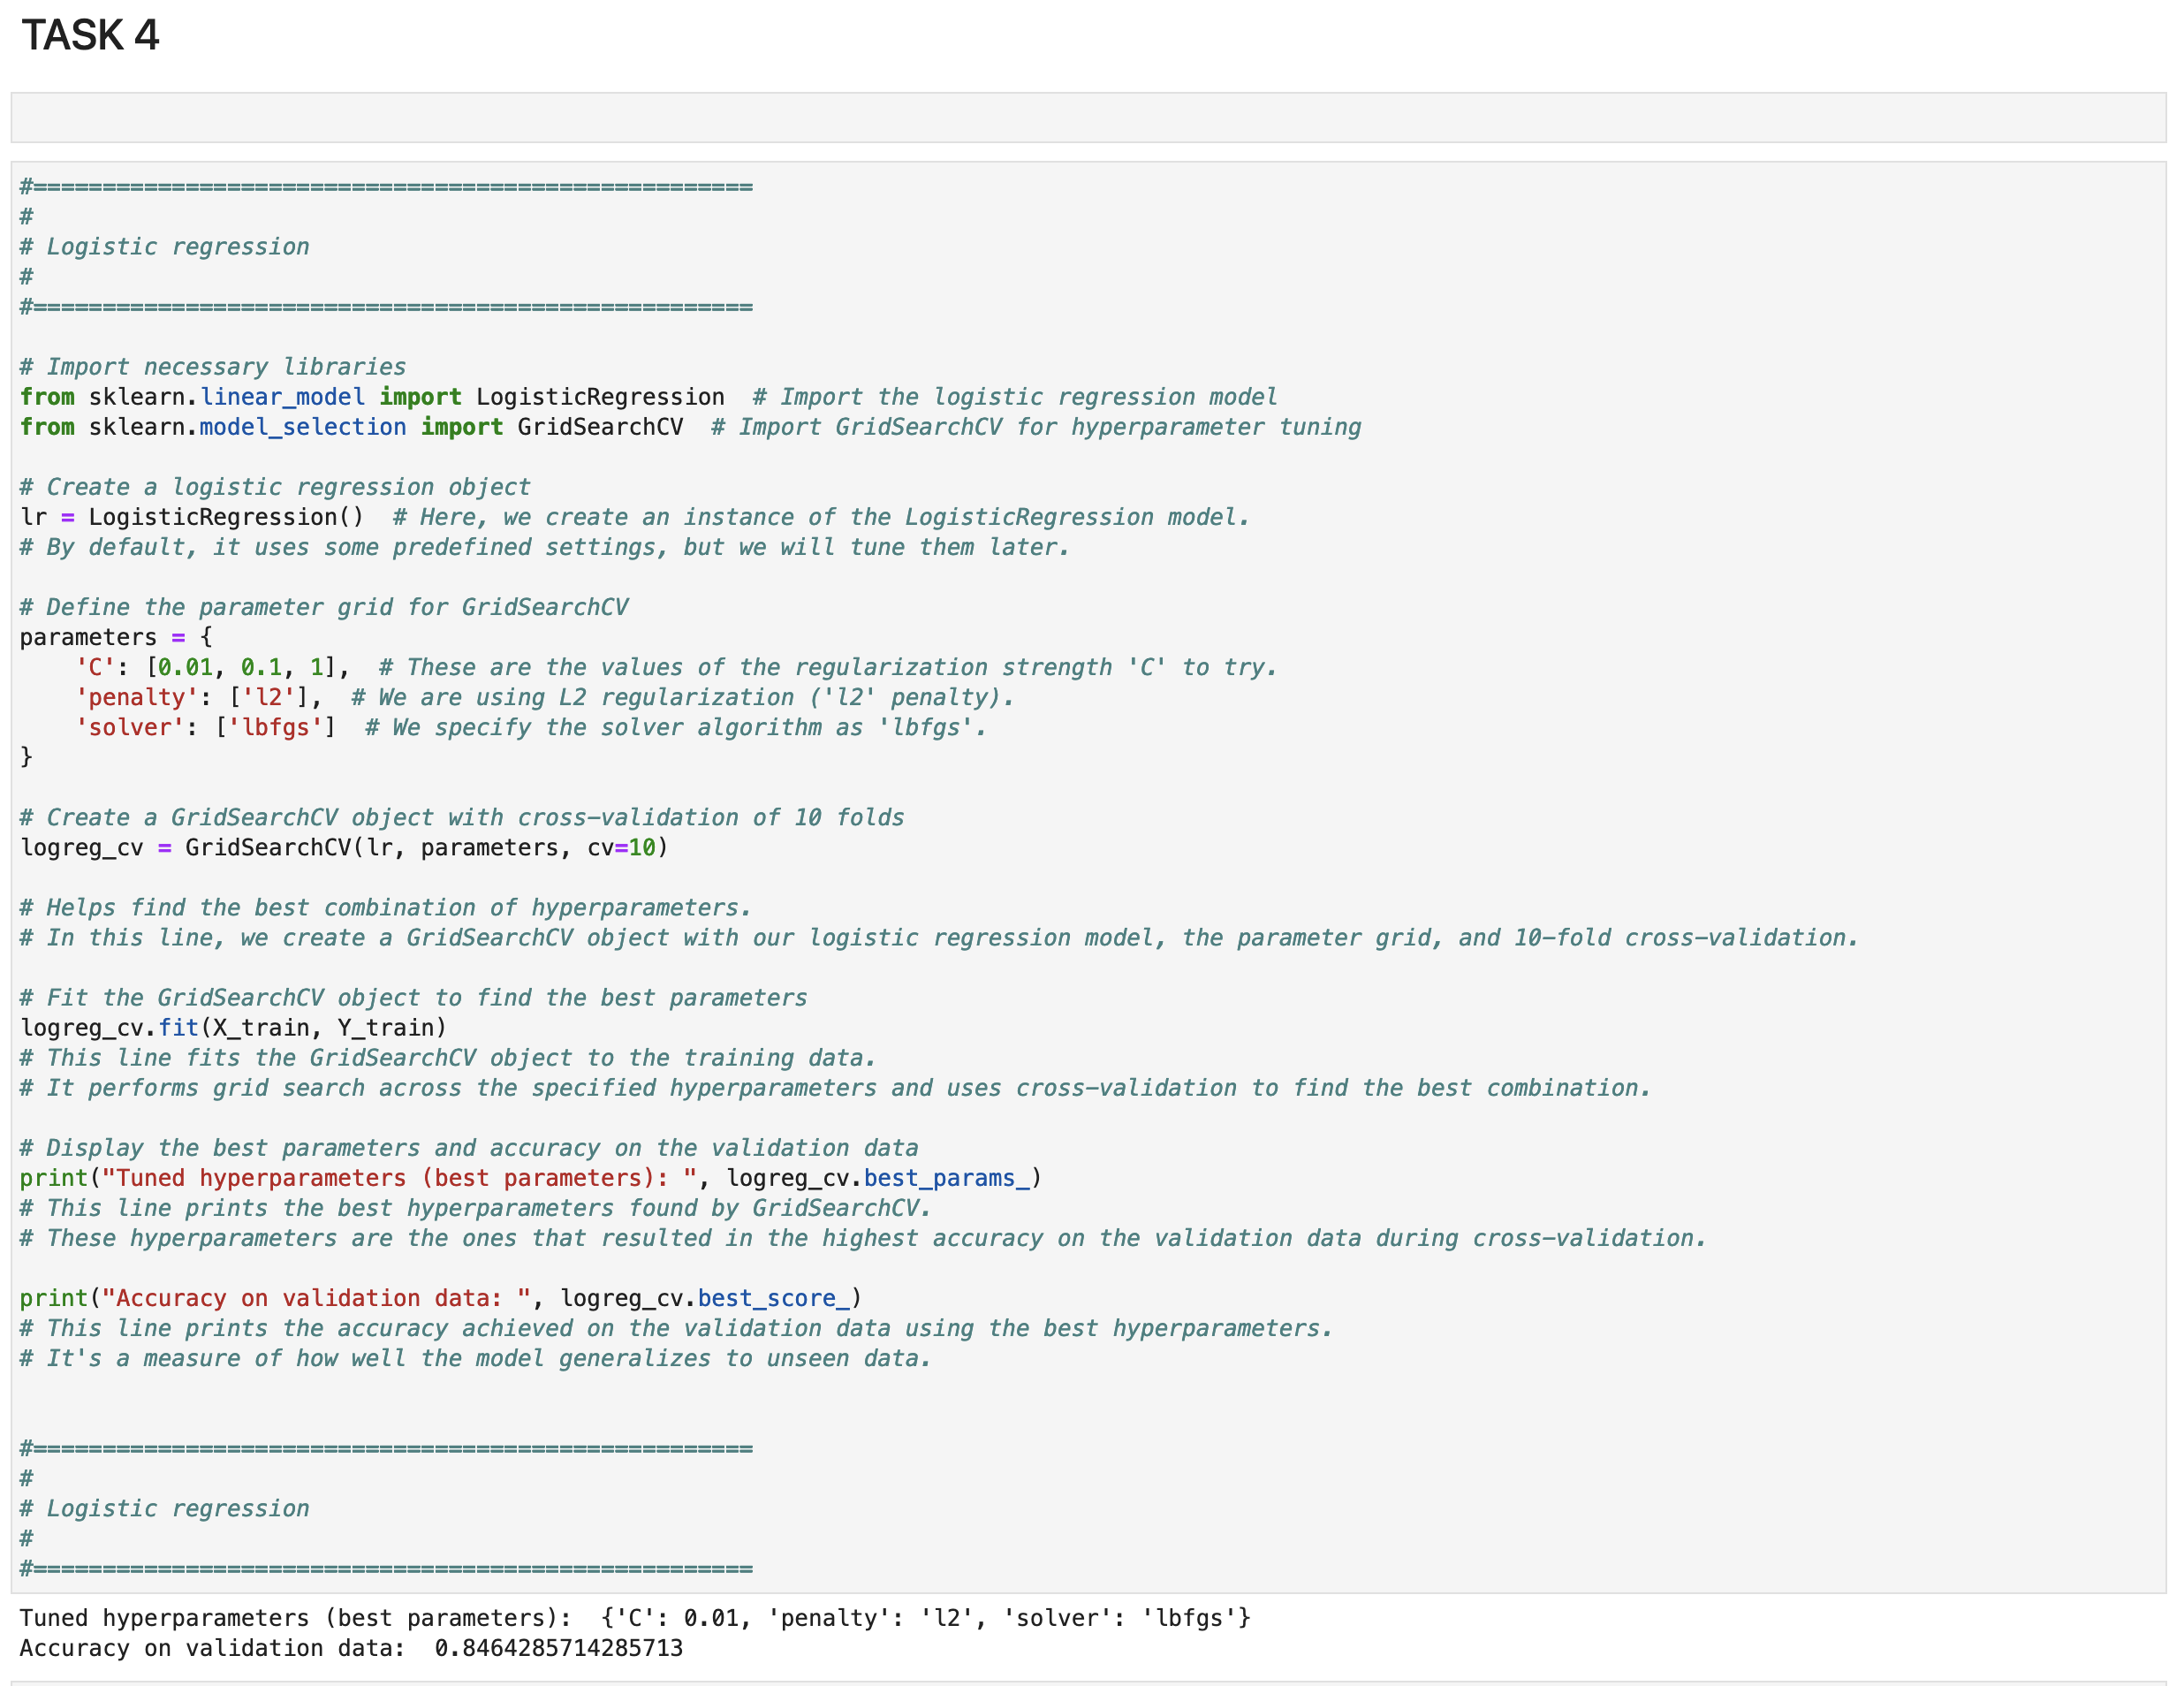 TASK 4
#====================================================
#
# Logistic regression
#
#====================================================
# Import necessary libraries
from sklearn.linear_model import LogisticRegression  # Import the logistic regression model
from sklearn.model_selection import GridSearchCV  # Import GridSearchCV for hyperparameter tuning
# Create a logistic regression object
lr = LogisticRegression()  # Here, we create an instance of the LogisticRegression model.
# By default, it uses some predefined settings, but we will tune them later.
# Define the parameter grid for GridSearchCV
parameters = {
    'C': [0.01, 0.1, 1],  # These are the values of the regularization strength 'C' to try.
    'penalty': ['l2'],  # We are using L2 regularization ('l2' penalty).
    'solver': ['lbfgs']  # We specify the solver algorithm as 'lbfgs'.
}
# Create a GridSearchCV object with cross-validation of 10 folds
logreg_cv = GridSearchCV(lr, parameters, cv=10)
# Helps find the best combination of hyperparameters.
# In this line, we create a GridSearchCV object with our logistic regression model, the parameter grid, and 10-fold cross-validation.
# Fit the GridSearchCV object to find the best parameters
logreg_cv.fit(X_train, Y_train)
# This line fits the GridSearchCV object to the training data.
# It performs grid search across the specified hyperparameters and uses cross-validation to find the best combination.
# Display the best parameters and accuracy on the validation data
print("Tuned hyperparameters (best parameters): ", logreg_cv.best_params_)
# This line prints the best hyperparameters found by GridSearchCV.
# These hyperparameters are the ones that resulted in the highest accuracy on the validation data during cross-validation.
print("Accuracy on validation data: ", logreg_cv.best_score_)
# This line prints the accuracy achieved on the validation data using the best hyperparameters.
# It's a measure of how well the model generalizes to unseen data.
#====================================================
#
# Logistic regression
#
#====================================================
Tuned hyperparameters (best parameters):  {'C': 0.01, 'penalty': 'l2', 'solver': 'lbfgs'}
Accuracy on validation data:  0.8464285714285713